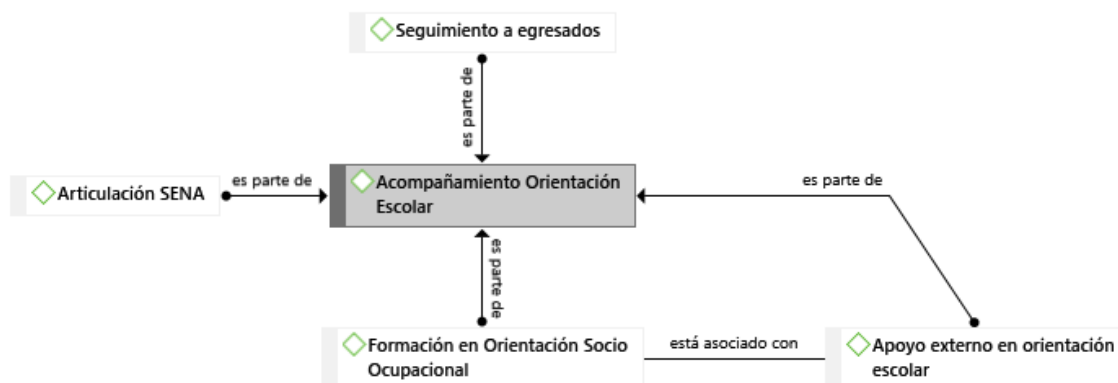 Seguimiento a egresados
es parte de
Articulación SENA
es parte de
Acompañamiento Orientación
Escolar
es parte de
es parte de
Formación en Orientación Socio
Ocupacional
está asociado con
Apoyo externo en orientación
escolar